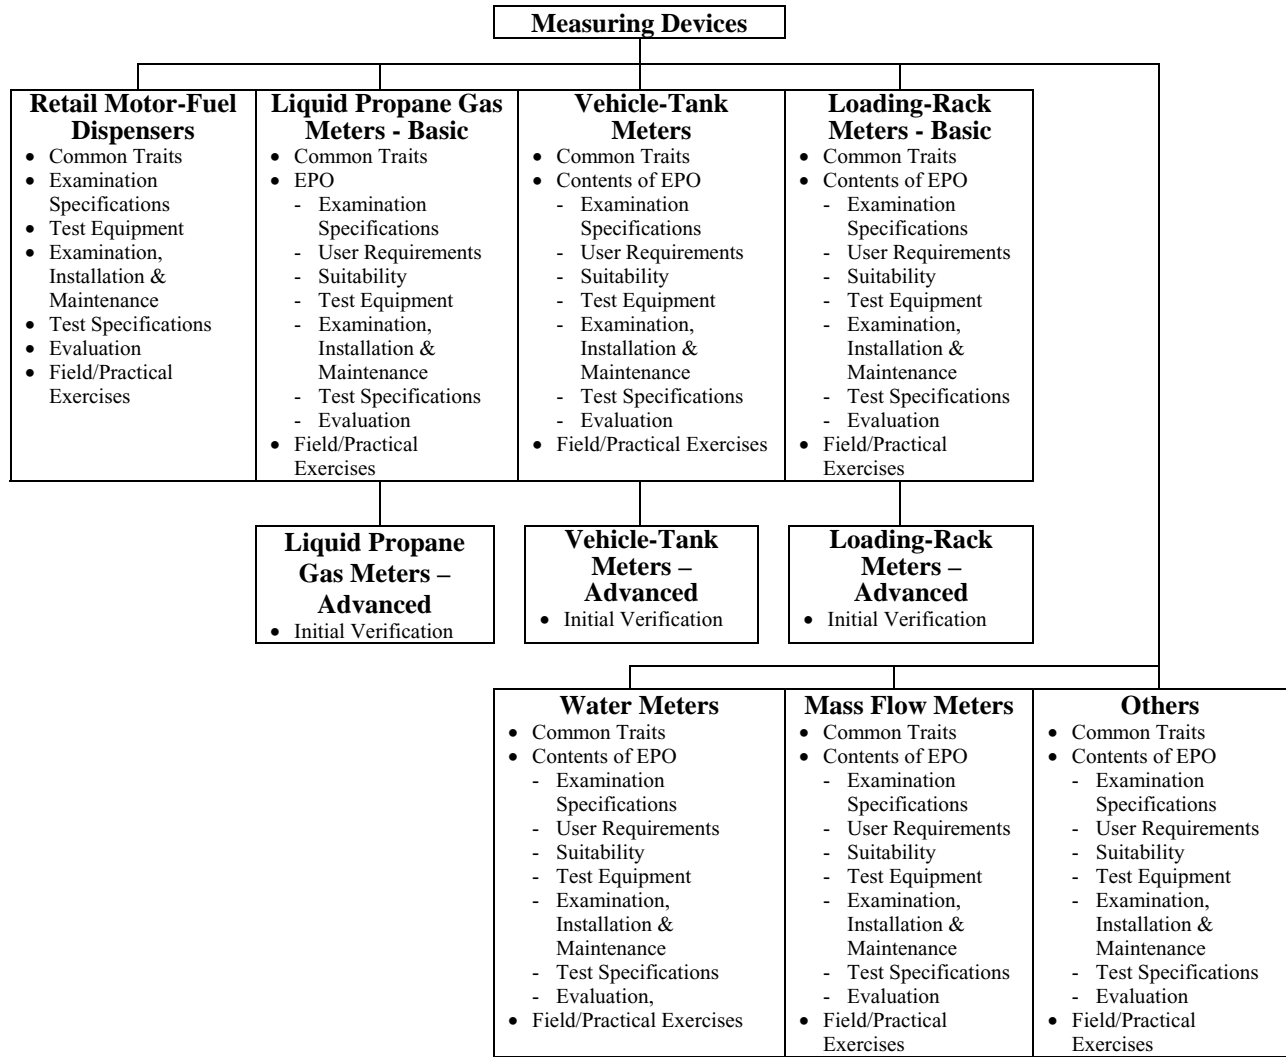 Measuring Devices
Retail Motor-Fuel
Dispensers
• Common Traits
• Examination
Specifications
• Test Equipment
• Examination,
Installation &
Maintenance
• Test Specifications
• Evaluation
• Field/Practical
Exercises
Liquid Propane Gas
Meters - Basic
• Common Traits
• EPO
- Examination
Specifications
- User Requirements
- Suitability
- Test Equipment
- Examination,
Installation &
Maintenance
- Test Specifications
- Evaluation
• Field/Practical
Exercises
Vehicle-Tank
Meters
• Common Traits
• Contents of EPO
- Examination
Specifications
- User Requirements
- Suitability
- Test Equipment
- Examination,
Installation &
Maintenance
- Test Specifications
- Evaluation
• Field/Practical Exercises
Loading-Rack
Meters - Basic
• Common Traits
• Contents of EPO
- Examination
Specifications
- User Requirements
- Suitability
- Test Equipment
- Examination,
Installation &
Maintenance
- Test Specifications
- Evaluation
• Field/Practical
Exercises
Liquid Propane
Gas Meters –
Advanced
• Initial Verification
Vehicle-Tank
Meters –
Advanced
• Initial Verification
Loading-Rack
Meters –
Advanced
• Initial Verification
Water Meters
• Common Traits
• Contents of EPO
- Examination
Specifications
- User Requirements
- Suitability
- Test Equipment
- Examination,
Installation &
Maintenance
- Test Specifications
- Evaluation,
• Field/Practical Exercises
Mass Flow Meters
• Common Traits
• Contents of EPO
- Examination
Specifications
- User Requirements
- Suitability
- Test Equipment
- Examination,
Installation &
Maintenance
- Test Specifications
- Evaluation
• Field/Practical
Exercises
Others
• Common Traits
• Contents of EPO
- Examination
Specifications
- User Requirements
- Suitability
- Test Equipment
- Examination,
Installation &
Maintenance
- Test Specifications
- Evaluation
• Field/Practical
Exercises